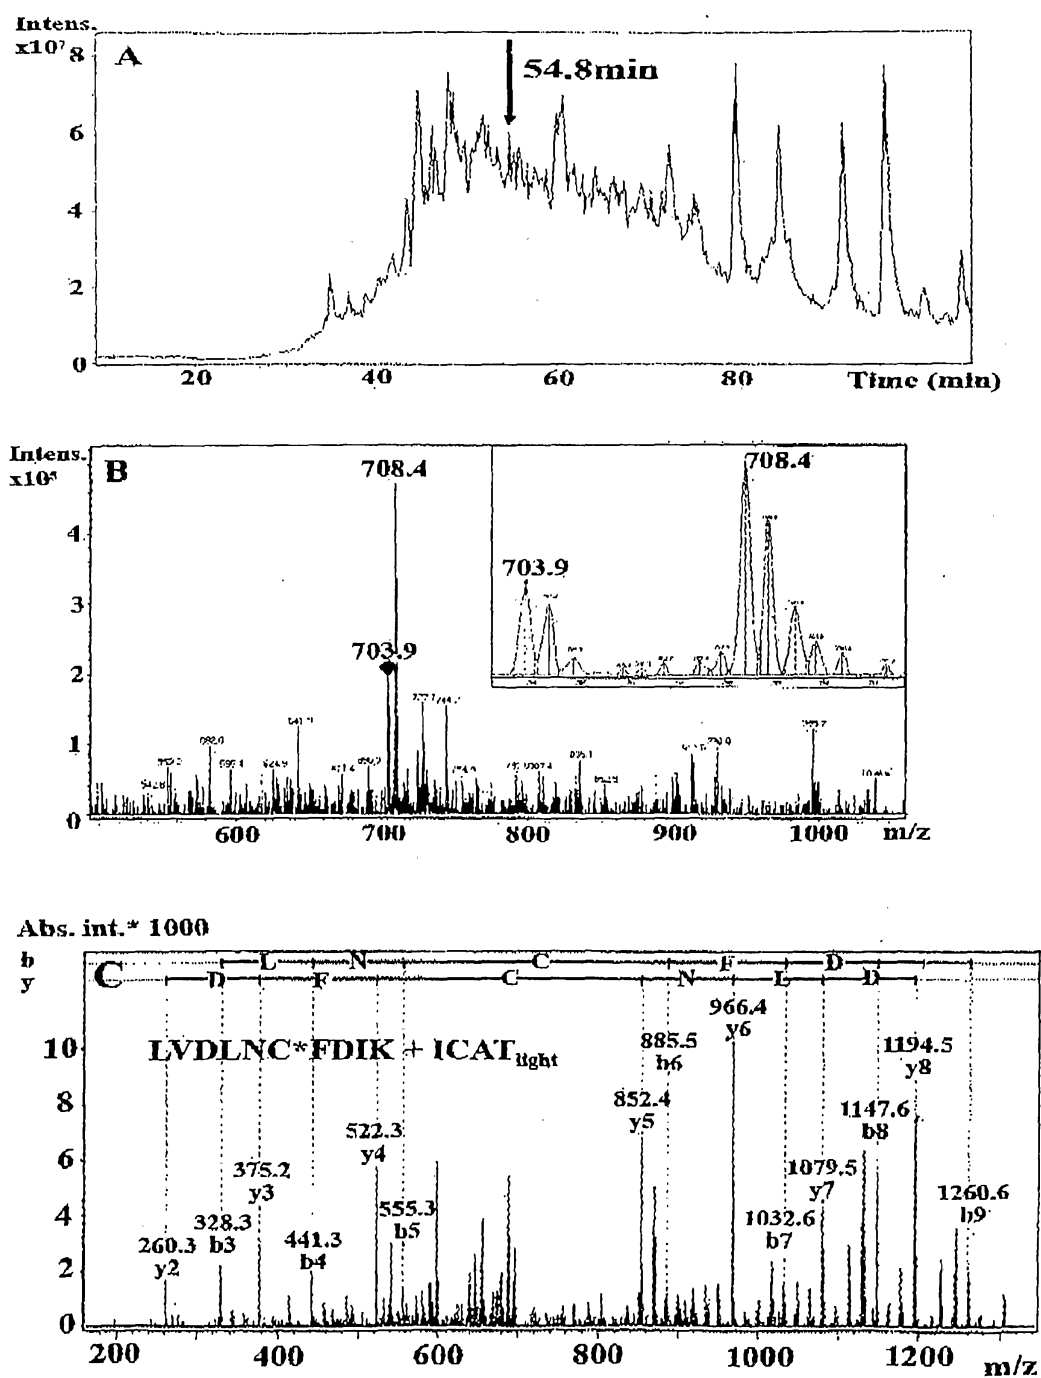 Intens.
x10⁷
8
A
54.8min
6
4
2
0
20 40 60 80 Time (min)
Intens.
x10⁵
B
708.4
4
3
703.9
2
1
0
703.9
708.4
600 700 800 900 1000 m/z
Abs. int.* 1000
b L N C F D
y C D F C N L D
LVDLNC*FDIK + ICATlight
10
8
6
4
2
0
260.3
y2
328.3
b3
375.2
y3
441.3
b4
522.3
y4
555.3
b5
852.4
y5
885.5
b6
966.4
y6
1032.6
b7
1079.5
y7
1147.6
b8
1194.5
y8
1260.6
b9
200 400 600 800 1000 1200 m/z